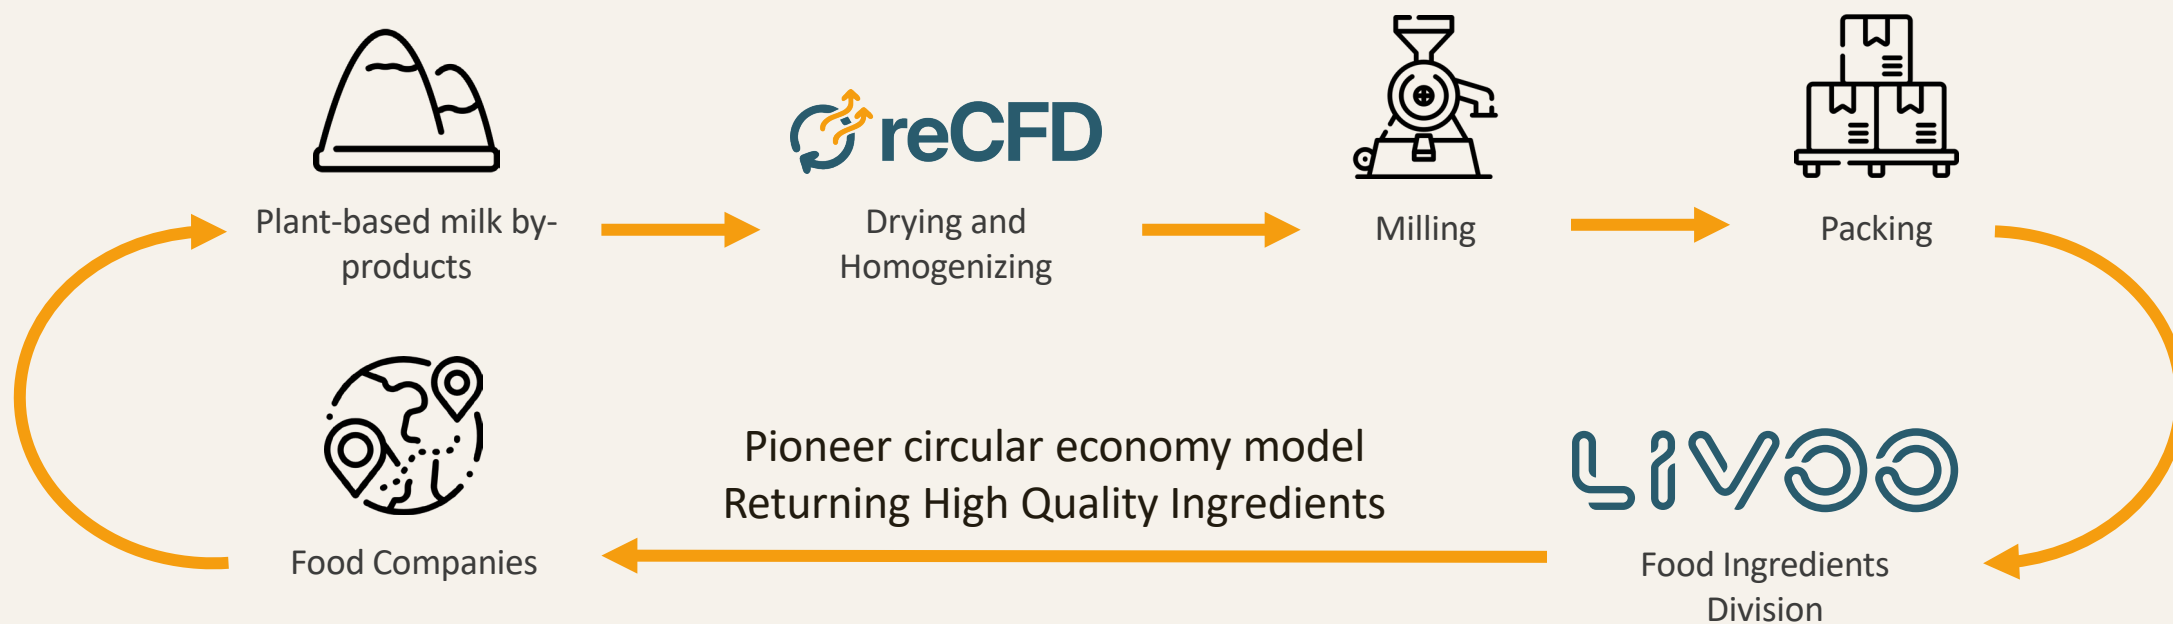 reCFD
Plant-based milk by-
products
Drying and
Homogenizing
Milling
Packing
Pioneer circular economy model
Returning High Quality Ingredients
LIVOO
Food Companies
Food Ingredients
Division